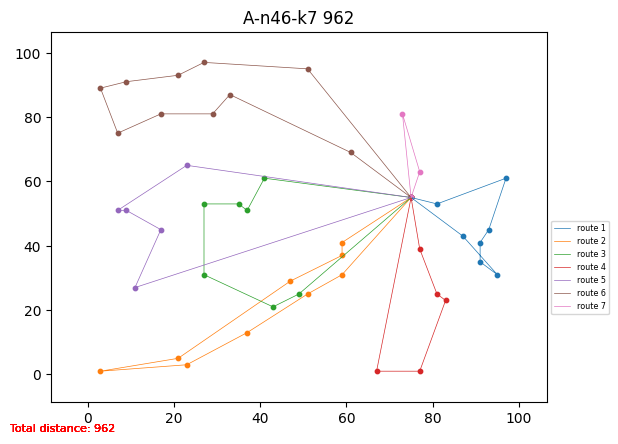 A-n46-k7 962
100
80
60
40
20
0
0 20 40 60 80 100
route 1
route 2
route 3
route 4
route 5
route 6
route 7
Total distance: 962